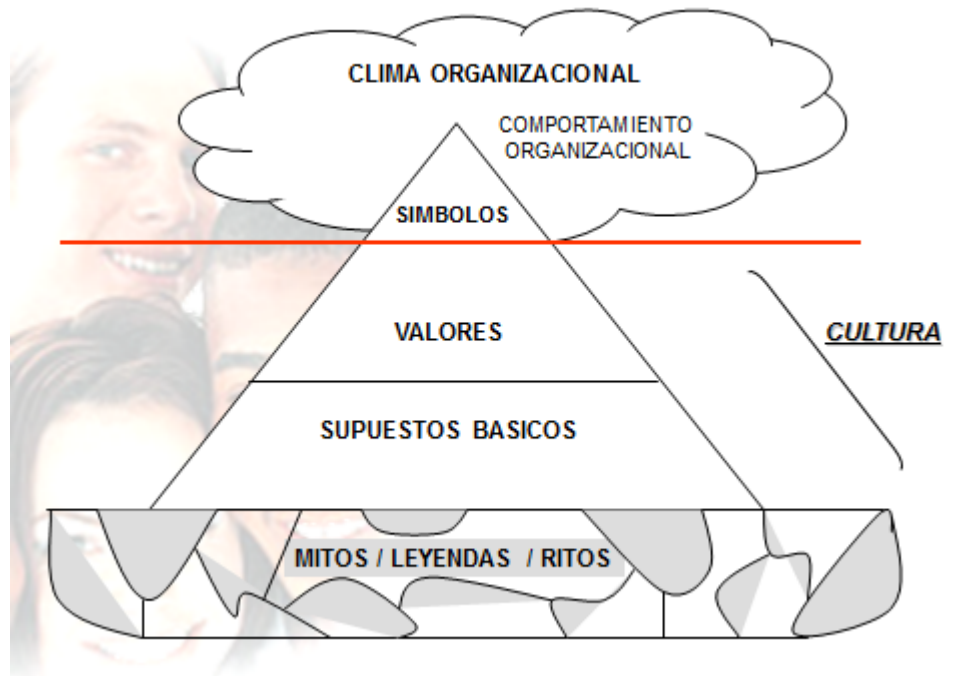 CLIMA ORGANIZACIONAL
COMPORTAMIENTO
ORGANIZACIONAL
SIMBOLOS
VALORES
CULTURA
SUPUESTOS BASICOS
MITOS / LEYENDAS / RITOS